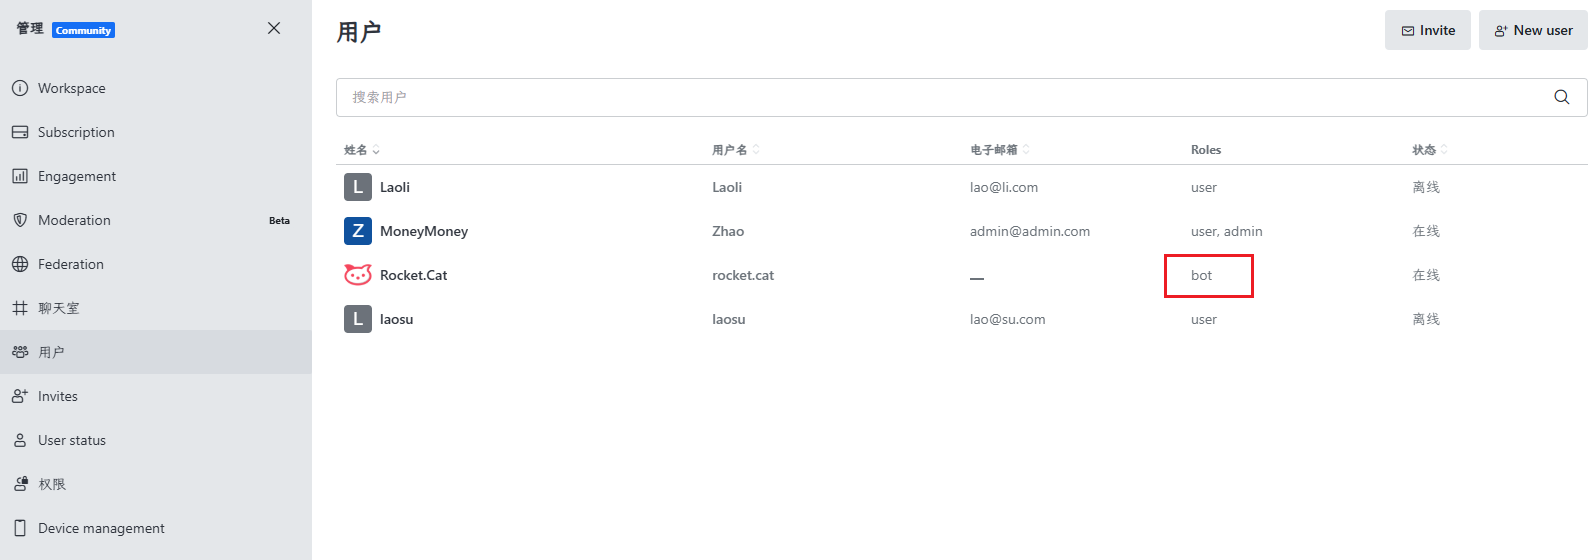 管理 Community
Workspace
Subscription
Engagement
Moderation Beta
Federation
聊天室
用户
Invites
User status
权限
Device management
用户
Invite
New user
搜索用户
姓名 用户名 电子邮箱 Roles 状态
L Laoli Laoli lao@li.com user 离线
Z MoneyMoney Zhao admin@admin.com user, admin 在线
Rocket.Cat rocket.cat — bot 在线
L laosu laosu lao@su.com user 离线